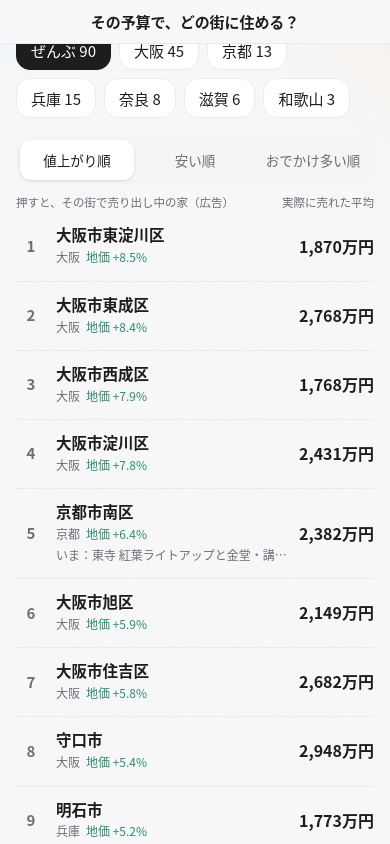 その予算で、どの街に住める？
ぜんぶ 90
大阪 45
京都 13
兵庫 15
奈良 8
滋賀 6
和歌山 3
値上がり順
安い順
おでかけ多い順
押すと、その街で売り出し中の家（広告）
実際に売れた平均
1
大阪市東淀川区
大阪 地価 +8.5%
1,870万円
2
大阪市東成区
大阪 地価 +8.4%
2,768万円
3
大阪市西成区
大阪 地価 +7.9%
1,768万円
4
大阪市淀川区
大阪 地価 +7.8%
2,431万円
5
京都市南区
京都 地価 +6.4%
いま：東寺 紅葉ライトアップと金堂・講…
2,382万円
6
大阪市旭区
大阪 地価 +5.9%
2,149万円
7
大阪市住吉区
大阪 地価 +5.8%
2,682万円
8
守口市
大阪 地価 +5.4%
2,948万円
9
明石市
兵庫 地価 +5.2%
1,773万円